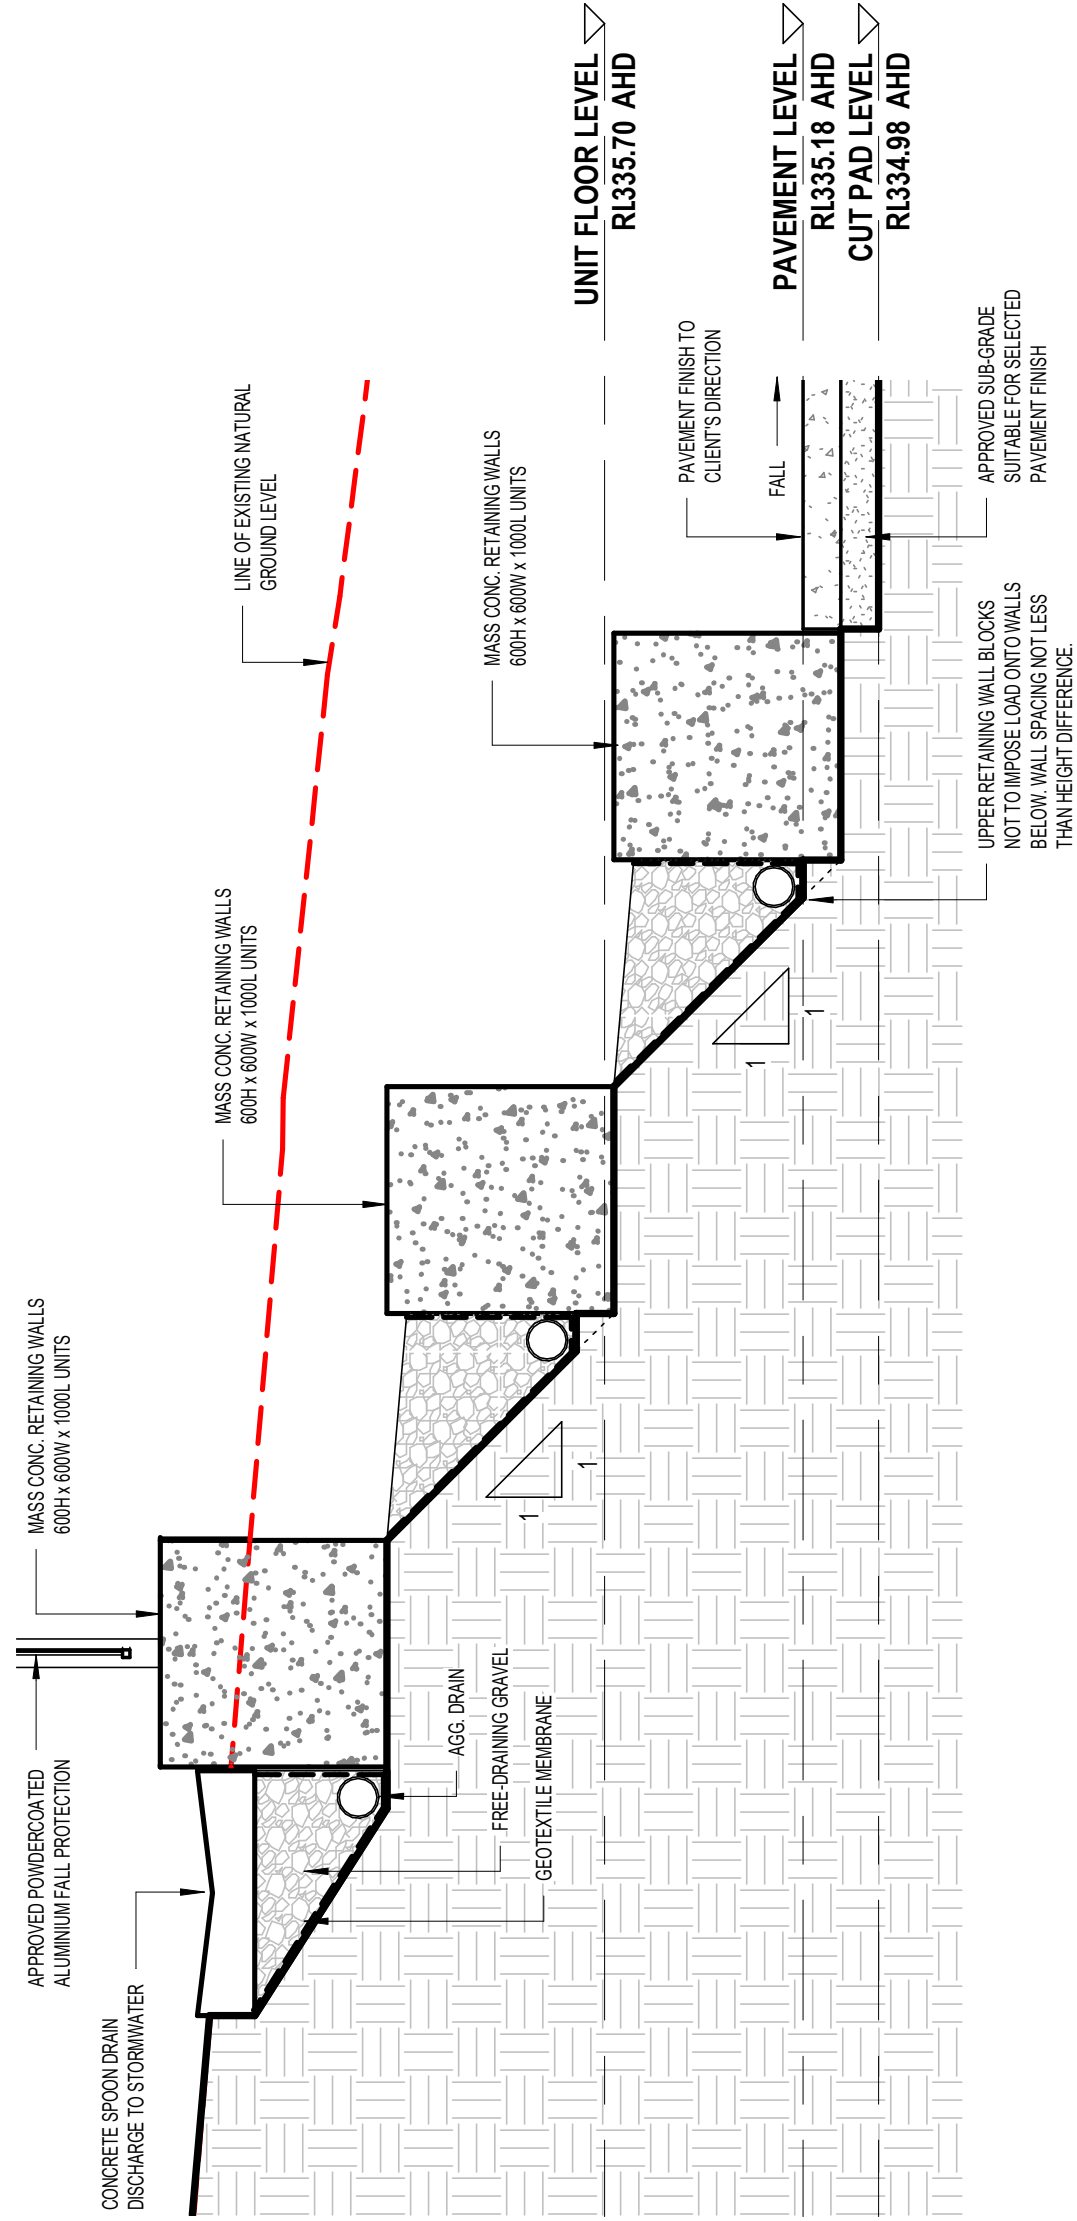 CONCRETE SPOON DRAIN
DISCHARGE TO STORMWATER
APPROVED POWDERCOATED
ALUMINIUM FALL PROTECTION
MASS CONC. RETAINING WALLS
600H x 600W x 1000L UNITS
MASS CONC. RETAINING WALLS
600H x 600W x 1000L UNITS
LINE OF EXISTING NATURAL
GROUND LEVEL
MASS CONC. RETAINING WALLS
600H x 600W x 1000L UNITS
UNIT FLOOR LEVEL
RL335.70 AHD
PAVEMENT FINISH TO
CLIENT'S DIRECTION
FALL
PAVEMENT LEVEL
RL335.18 AHD
CUT PAD LEVEL
RL334.98 AHD
AGG. DRAIN
FREE-DRAINING GRAVEL
GEOTEXTILE MEMBRANE
1
1
1
1
UPPER RETAINING WALL BLOCKS
NOT TO IMPOSE LOAD ONTO WALLS
BELOW. WALL SPACING NOT LESS
THAN HEIGHT DIFFERENCE.
APPROVED SUB-GRADE
SUITABLE FOR SELECTED
PAVEMENT FINISH